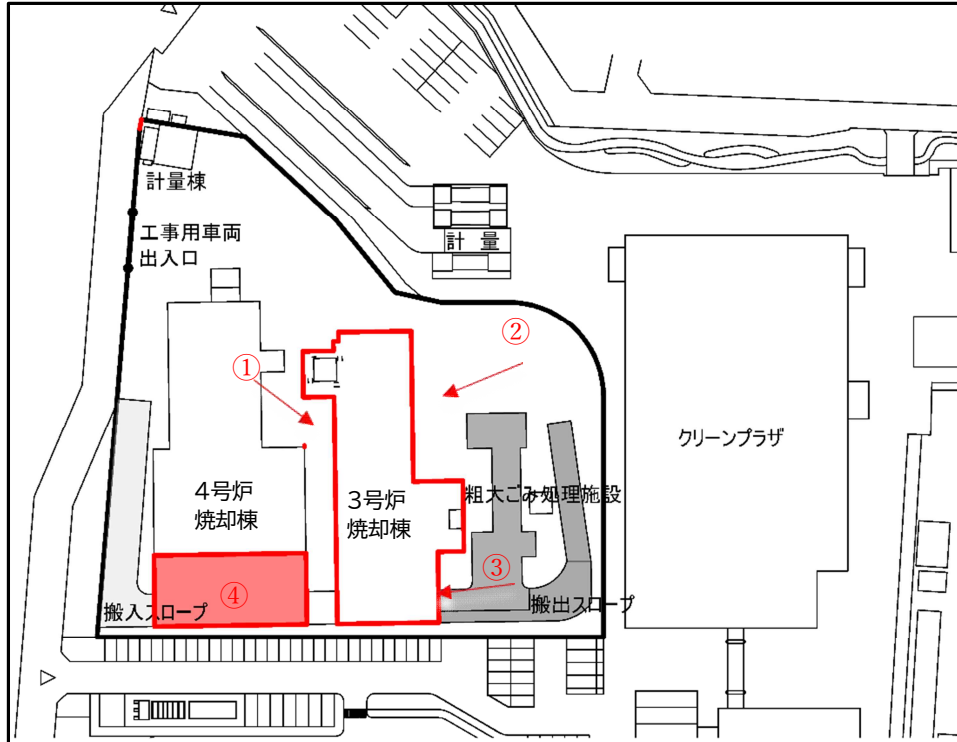 計量棟
工事用車両
出入口
計 量
②
①
クリーンプラザ
4号炉
焼却棟
3号炉
焼却棟
粗大ごみ処理施設
③
④
搬入スロープ
搬出スロープ